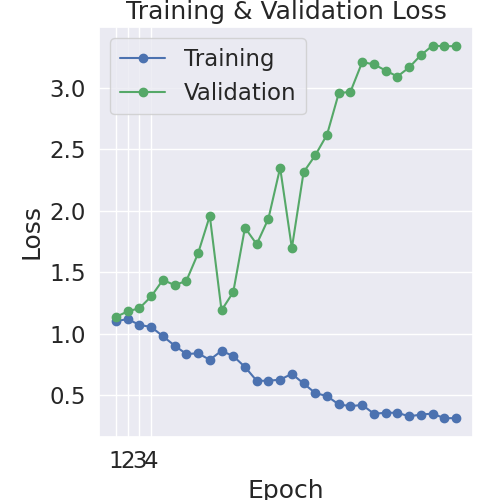 Training & Validation Loss
Training
Validation
Loss
3.0
2.5
2.0
1.5
1.0
0.5
1234
Epoch